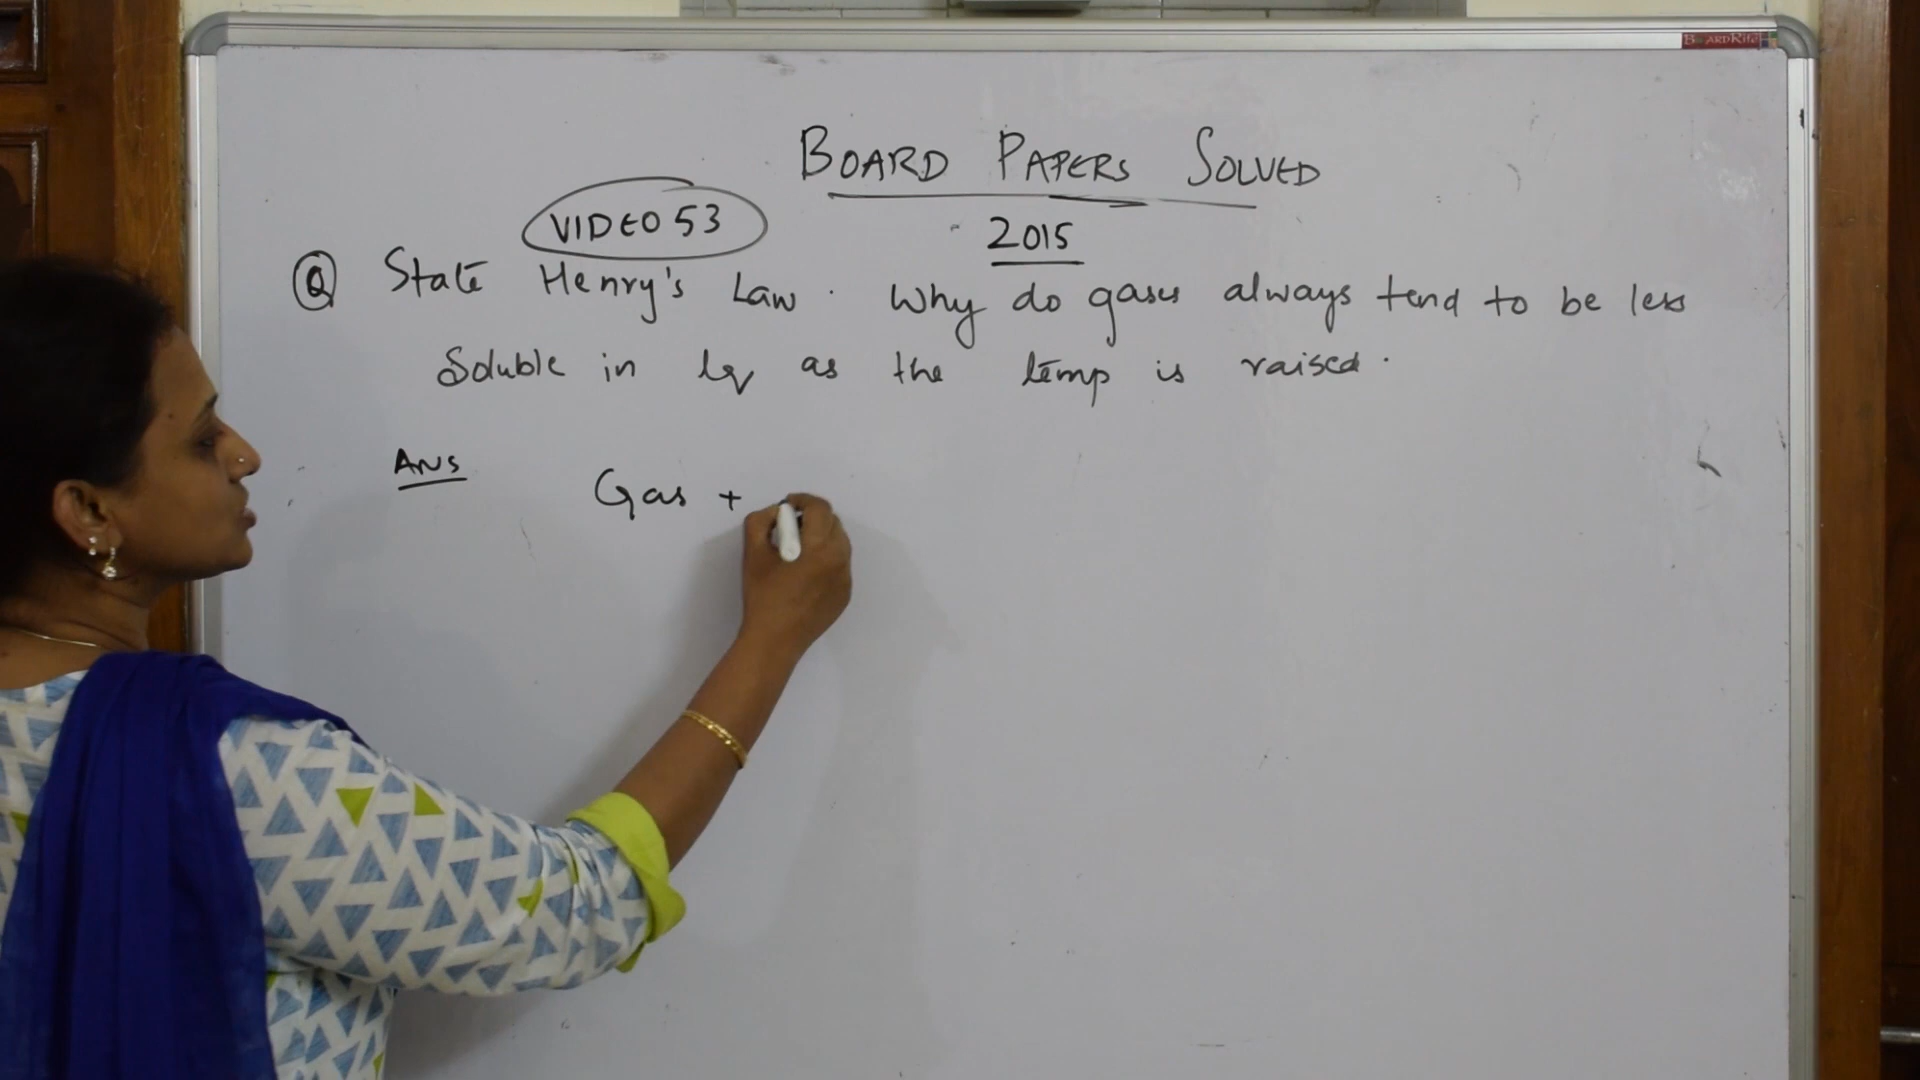 BOARD PAPERS SOLVED
VIDEO 53
2015
Q State Henry's Law. Why do gases always tend to be less
Soluble in lq as the temp is raised.
Ans
Gas +